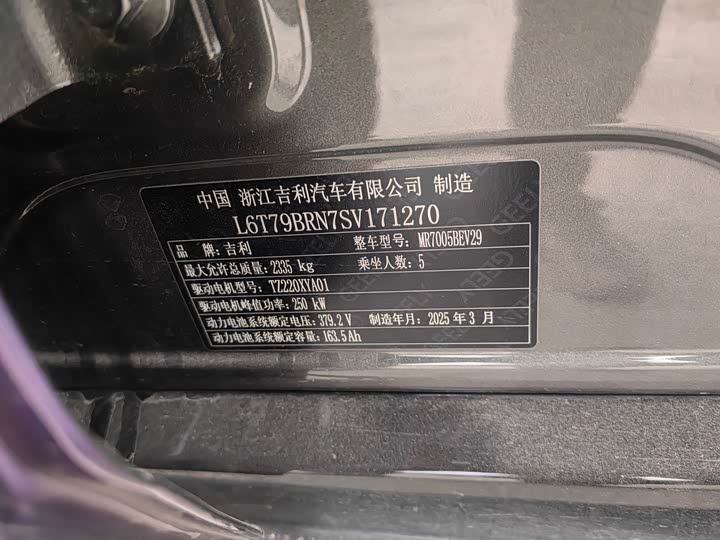 中国 浙江吉利汽车有限公司 制造
L6T79BRN7SV171270
品 牌：吉利 整车型号：MR7005BEV29
最大允许总质量：2335 kg 乘坐人数：5
驱动电机型号：TZ220XYA01
驱动电机峰值功率：250 kW
动力电池系统额定电压：379.2 V 制造年月：2025 年 3 月
动力电池系统额定容量：163.5Ah